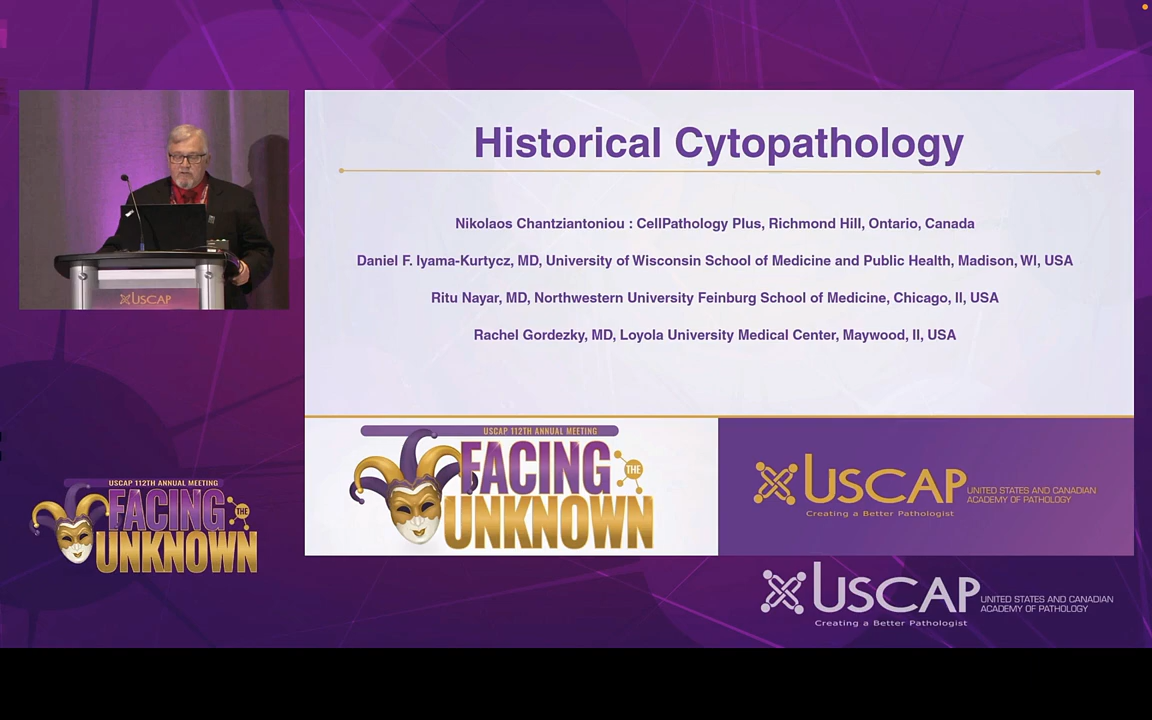 Historical Cytopathology
Nikolaos Chantziantoniou : CellPathology Plus, Richmond Hill, Ontario, Canada
Daniel F. Iyama-Kurtycz, MD, University of Wisconsin School of Medicine and Public Health, Madison, WI, USA
Ritu Nayar, MD, Northwestern University Feinburg School of Medicine, Chicago, Il, USA
Rachel Gordezky, MD, Loyola University Medical Center, Maywood, Il, USA
USCAP
USCAP 112TH ANNUAL MEETING
FACING
THE
UNKNOWN
USCAP
UNITED STATES AND CANADIAN
ACADEMY OF PATHOLOGY
Creating a Better Pathologist
USCAP 112TH ANNUAL MEETING
FACING
THE
UNKNOWN
USCAP
UNITED STATES AND CANADIAN
ACADEMY OF PATHOLOGY
Creating a Better Pathologist